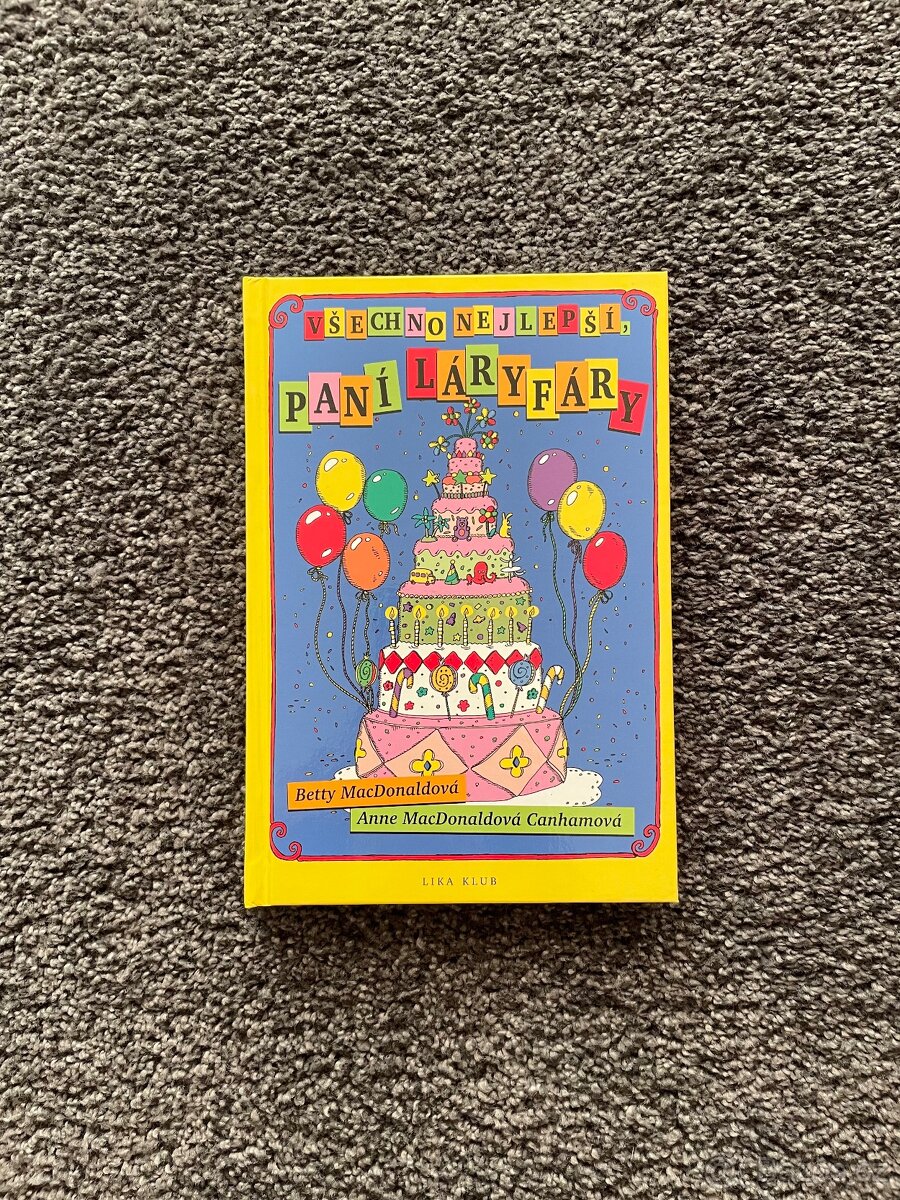 VŠECHNO NEJLEPŠÍ,
PANÍ LÁRYFÁRY
Betty MacDonaldová
Anne MacDonaldová Canhamová
LIKA KLUB